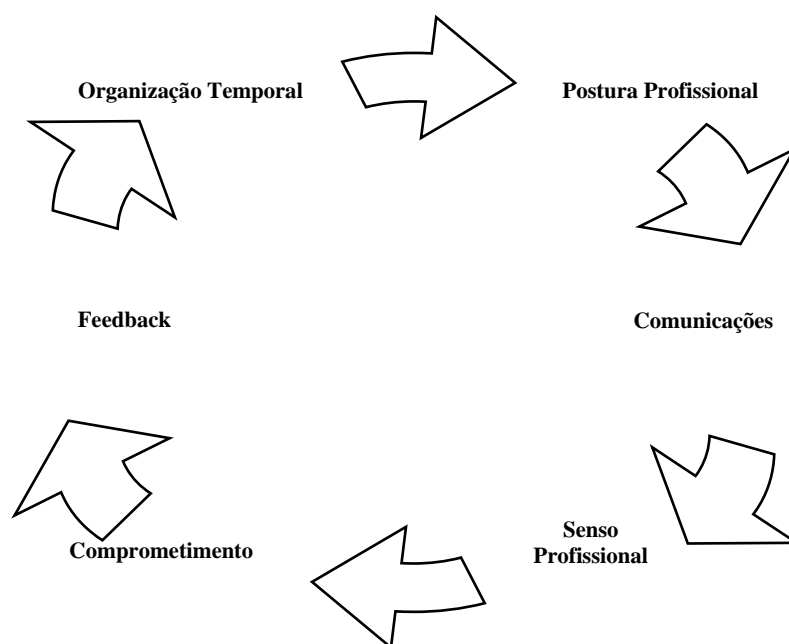 Organização Temporal
Postura Profissional
Comunicações
Senso
Profissional
Comprometimento
Feedback